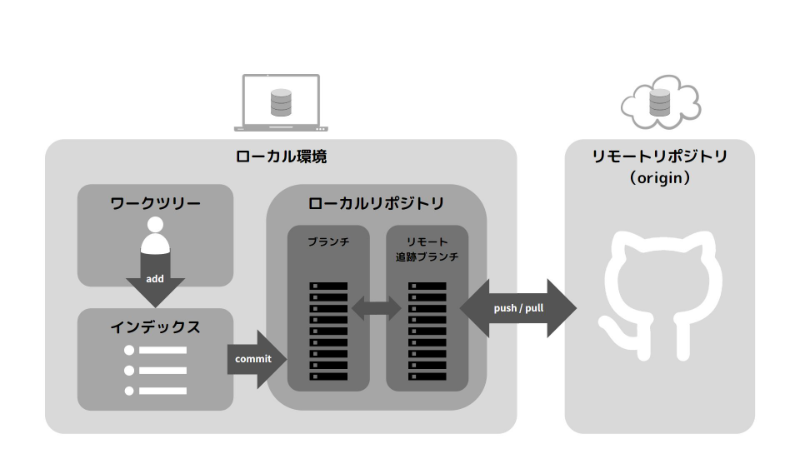 ローカル環境
ワークツリー
add
インデックス
commit
ローカルリポジトリ
ブランチ
リモート
追跡ブランチ
push / pull
リモートリポジトリ
（origin）